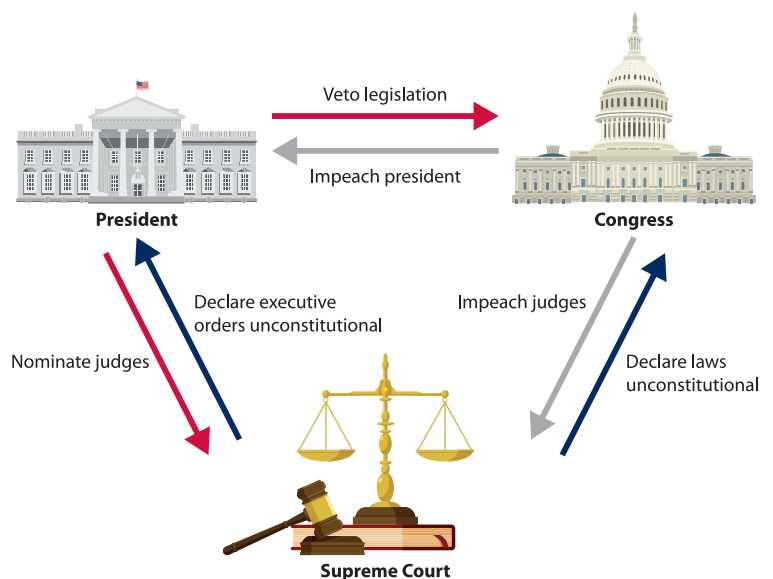 Veto legislation
Impeach president
President
Congress
Declare executive
orders unconstitutional
Impeach judges
Nominate judges
Declare laws
unconstitutional
Supreme Court